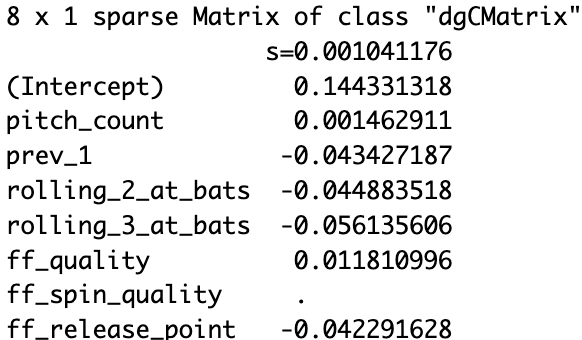 8 x 1 sparse Matrix of class "dgCMatrix"
s=0.001041176
(Intercept) 0.144331318
pitch_count 0.001462911
prev_1 -0.043427187
rolling_2_at_bats -0.044883518
rolling_3_at_bats -0.056135606
ff_quality 0.011810996
ff_spin_quality .
ff_release_point -0.042291628